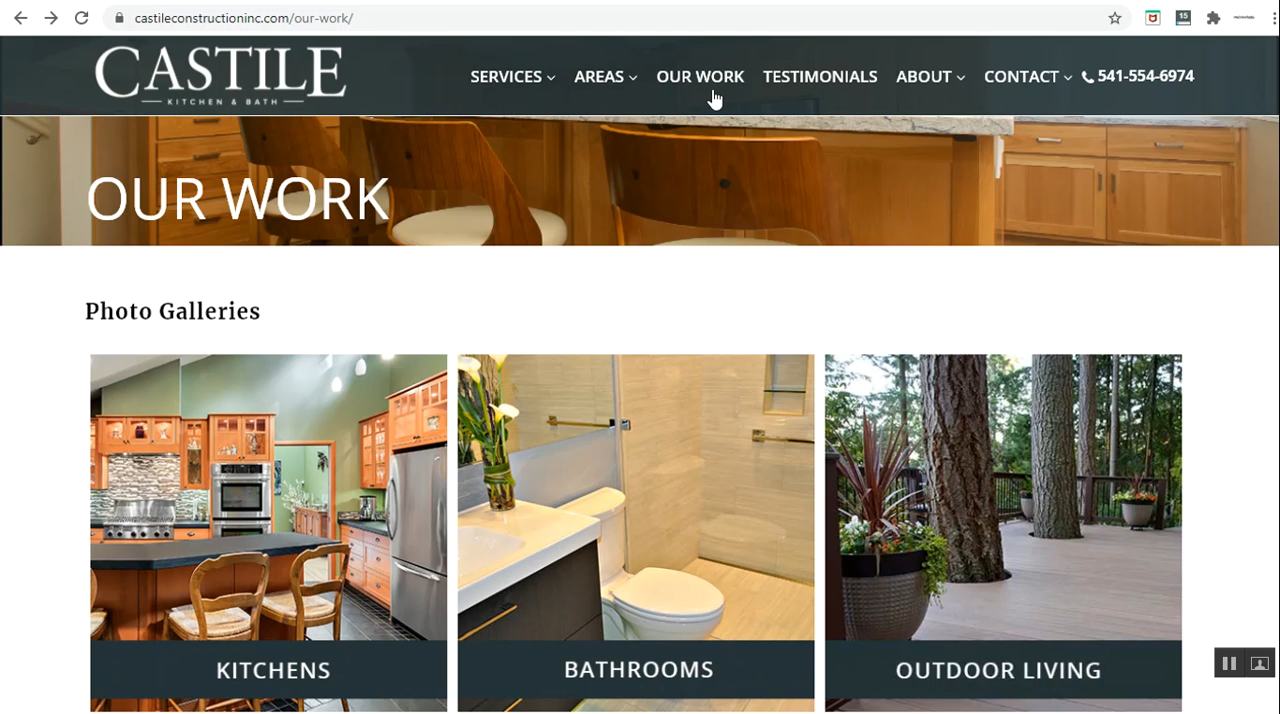 castileconstructioninc.com/our-work/
15
CASTILE
KITCHEN & BATH
SERVICES AREAS OUR WORK TESTIMONIALS ABOUT CONTACT 541-554-6974
OUR WORK
Photo Galleries
KITCHENS BATHROOMS OUTDOOR LIVING